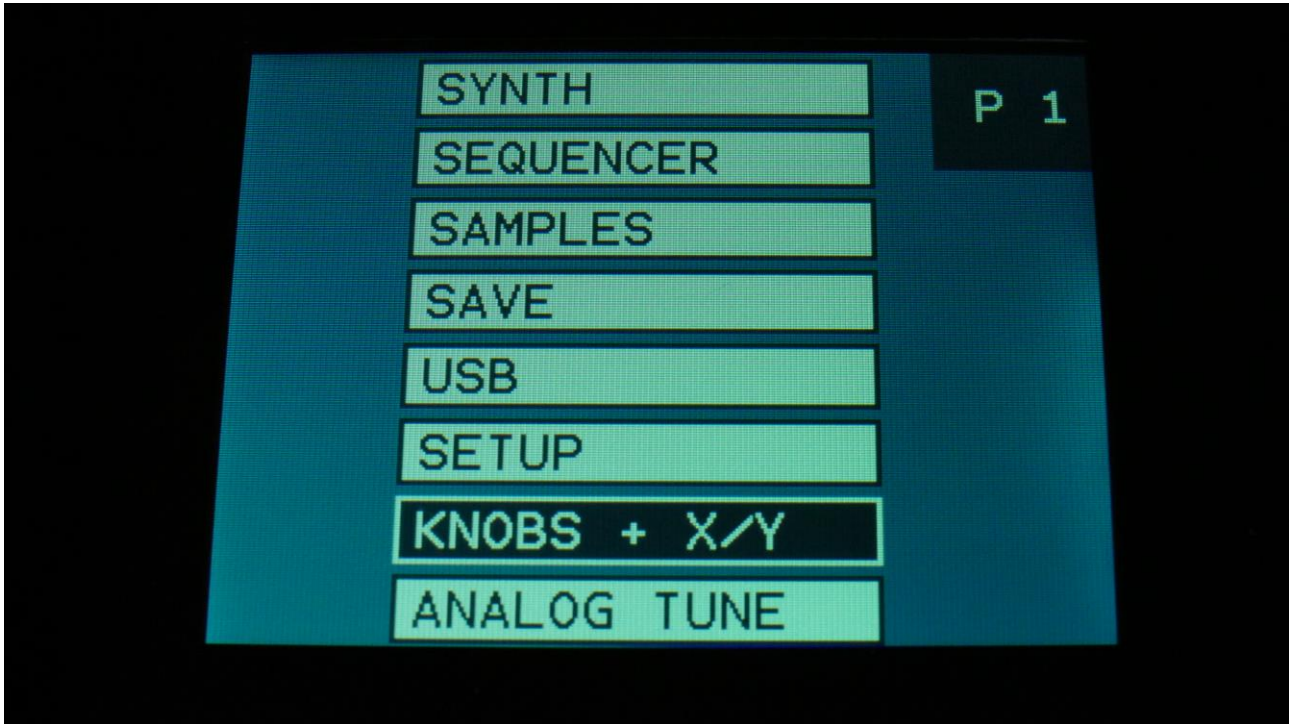 SYNTH
P 1
SEQUENCER
SAMPLES
SAVE
USB
SETUP
KNOBS + X/Y
ANALOG TUNE